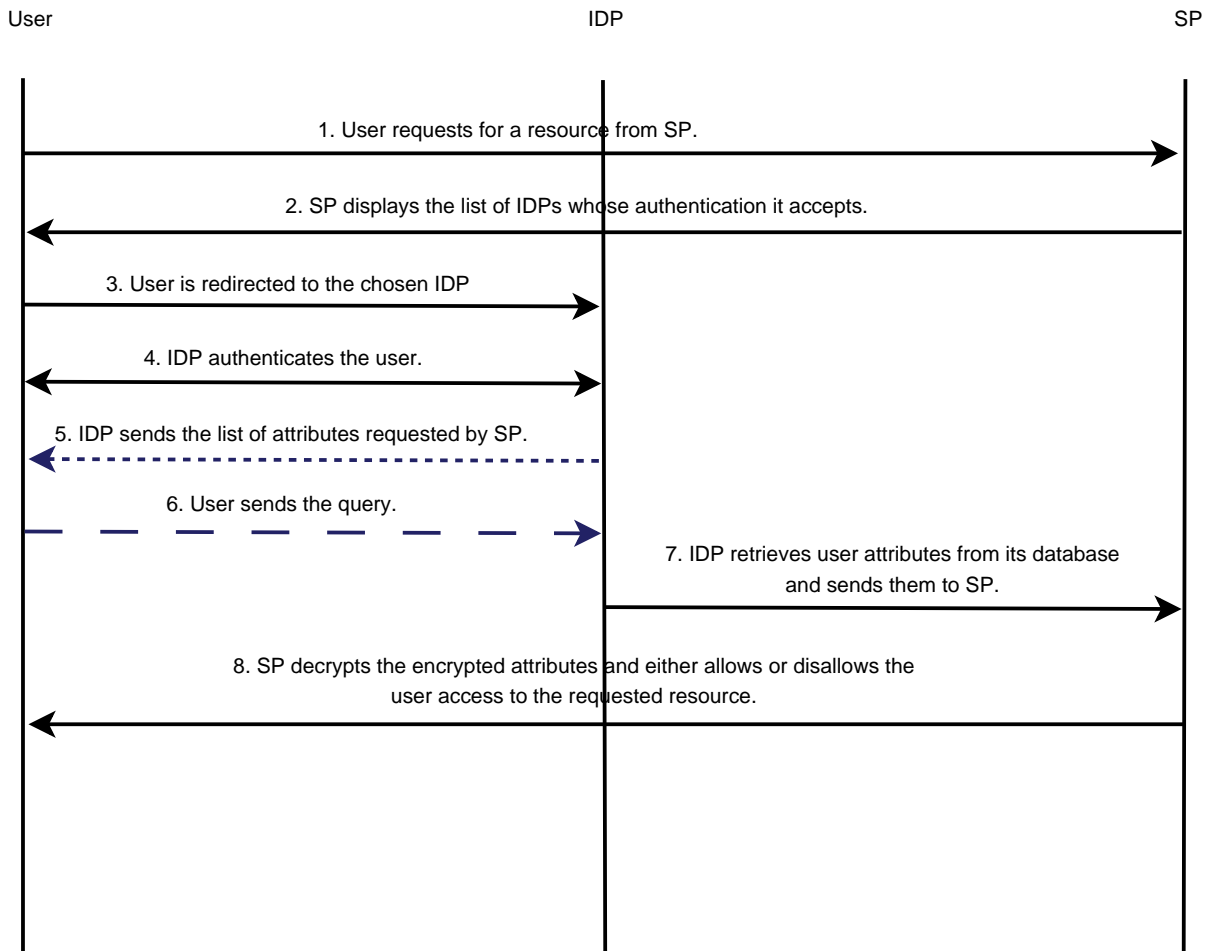 User
IDP
SP
1. User requests for a resource from SP.
2. SP displays the list of IDPs whose authentication it accepts.
3. User is redirected to the chosen IDP
4. IDP authenticates the user.
5. IDP sends the list of attributes requested by SP.
6. User sends the query.
7. IDP retrieves user attributes from its database
and sends them to SP.
8. SP decrypts the encrypted attributes and either allows or disallows the
user access to the requested resource.